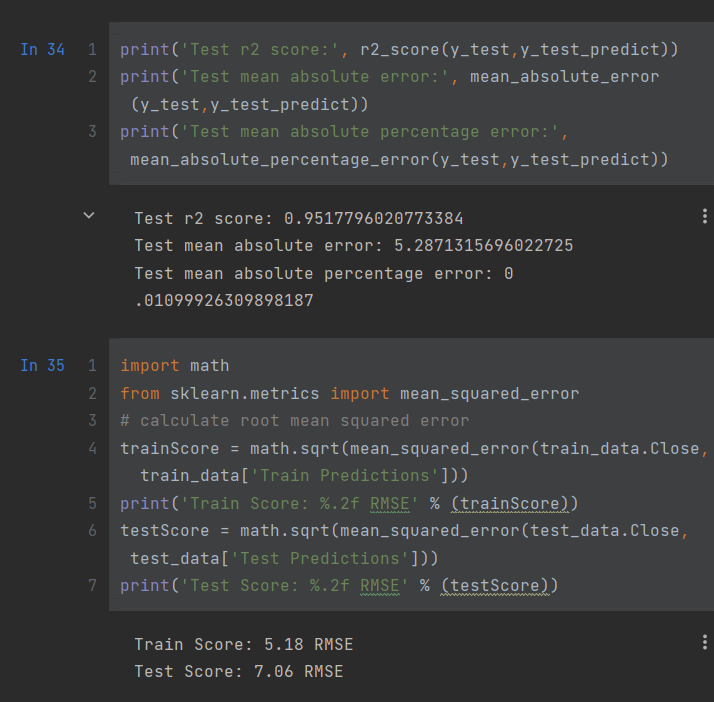 In 34 1 print('Test r2 score:', r2_score(y_test,y_test_predict))
2 print('Test mean absolute error:', mean_absolute_error
(y_test,y_test_predict))
3 print('Test mean absolute percentage error:',
mean_absolute_percentage_error(y_test,y_test_predict))
Test r2 score: 0.9517796020773384
Test mean absolute error: 5.2871315696022725
Test mean absolute percentage error: 0
.01099926309898187
In 35 1 import math
2 from sklearn.metrics import mean_squared_error
3 # calculate root mean squared error
4 trainScore = math.sqrt(mean_squared_error(train_data.Close,
train_data['Train Predictions']))
5 print('Train Score: %.2f RMSE' % (trainScore))
6 testScore = math.sqrt(mean_squared_error(test_data.Close,
test_data['Test Predictions']))
7 print('Test Score: %.2f RMSE' % (testScore))
Train Score: 5.18 RMSE
Test Score: 7.06 RMSE